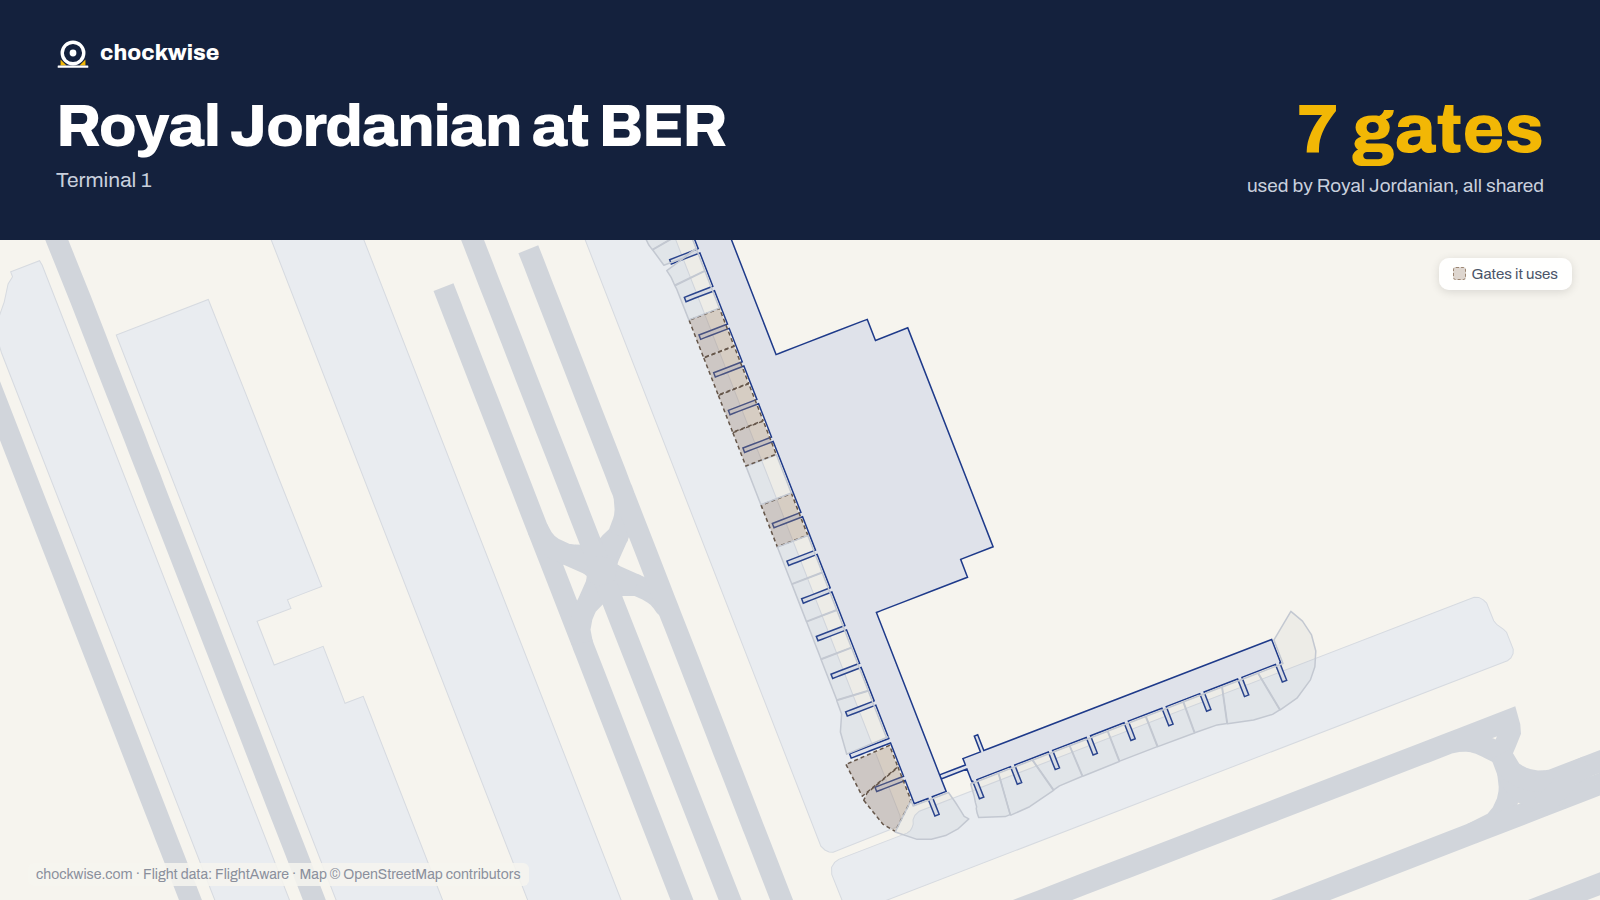 chockwise
Royal Jordanian at BER
Terminal 1
7 gates
used by Royal Jordanian, all shared
Gates it uses
chockwise.com · Flight data: FlightAware · Map © OpenStreetMap contributors